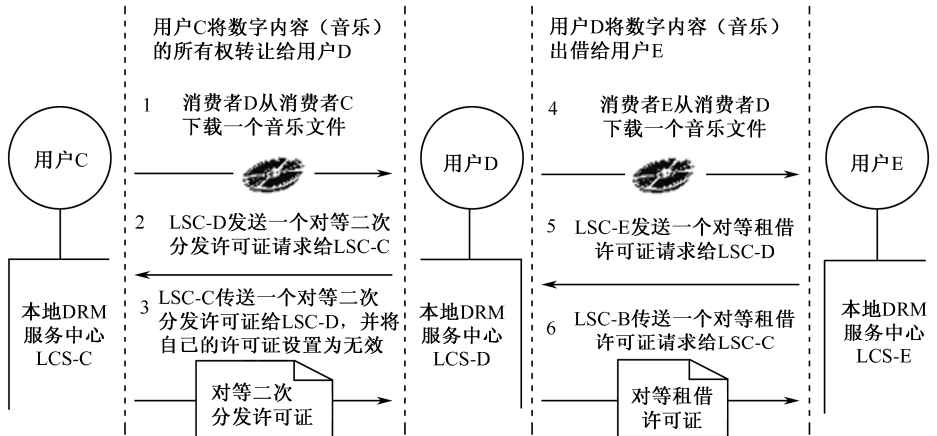 用户C将数字内容（音乐）
的所有权转让给用户D
用户D将数字内容（音乐）
出借给用户E
1 消费者D从消费者C
下载一个音乐文件
4 消费者E从消费者D
下载一个音乐文件
用户C
用户D
用户E
2 LSC-D发送一个对等二次
分发许可证请求给LSC-C
5 LSC-E发送一个对等租借
许可证请求给LSC-D
3 LSC-C传送一个对等二次
分发许可证给LSC-D，并将
自己的许可证设置为无效
6 LSC-B传送一个对等租借
许可证请求给LSC-C
本地DRM
服务中心
LCS-C
本地DRM
服务中心
LCS-D
本地DRM
服务中心
LCS-E
对等二次
分发许可证
对等租借
许可证